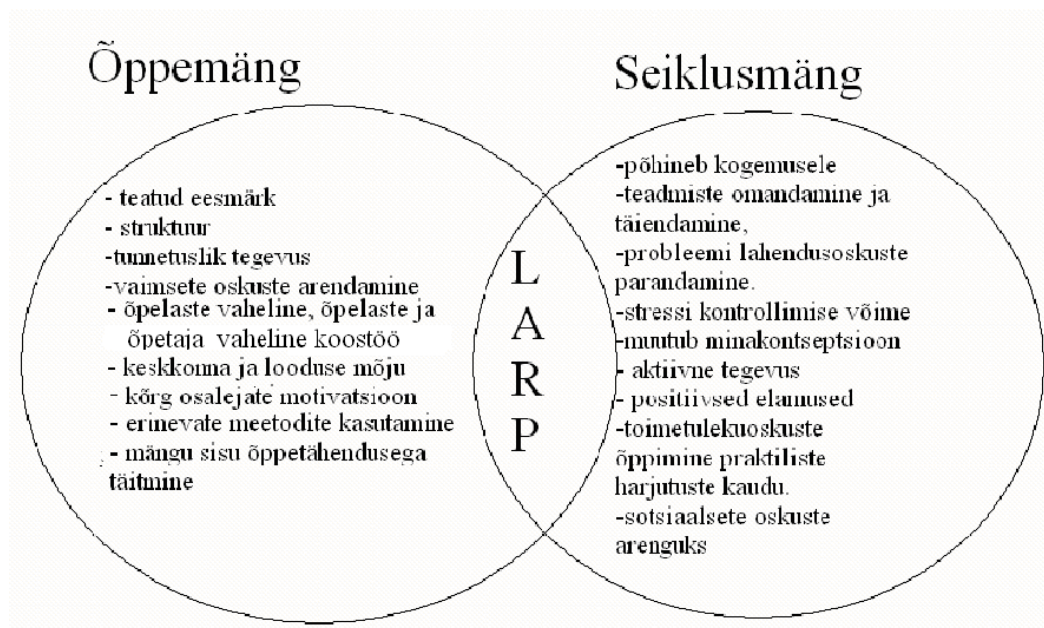 Õppemäng
- teatud eesmärk
- struktuur
-tunnetuslik tegevus
-vaimsete oskuste arendamine
- õpelaste vaheline, õpelaste ja
õpetaja vaheline koostöö
- keskkonna ja looduse mõju
- kõrg osalejate motivatsioon
- erinevate meetodite kasutamine
- mängu sisu õppetähendusega
täitmine
L
A
R
P
Seiklusmäng
-põhineb kogemusele
-teadmiste omandamine ja
täiendamine,
-probleemi lahendusoskuste
parandamine.
-stressi kontrollimise võime
-muutub minakontseptsioon
- aktiivne tegevus
- positiivsed elamused
-toimetulekuoskuste
õppimine praktiliste
harjutuste kaudu.
-sotsiaalsete oskuste
arenguks